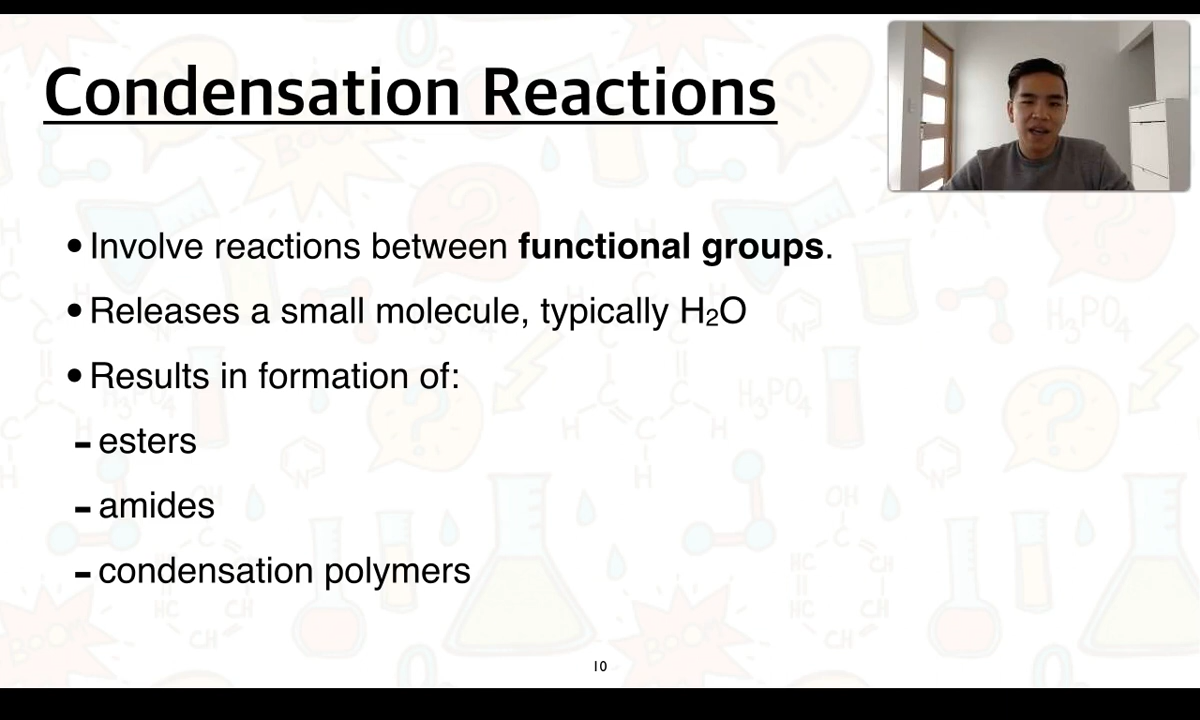 Condensation Reactions
• Involve reactions between functional groups.
• Releases a small molecule, typically H₂O
• Results in formation of:
- esters
- amides
- condensation polymers
10